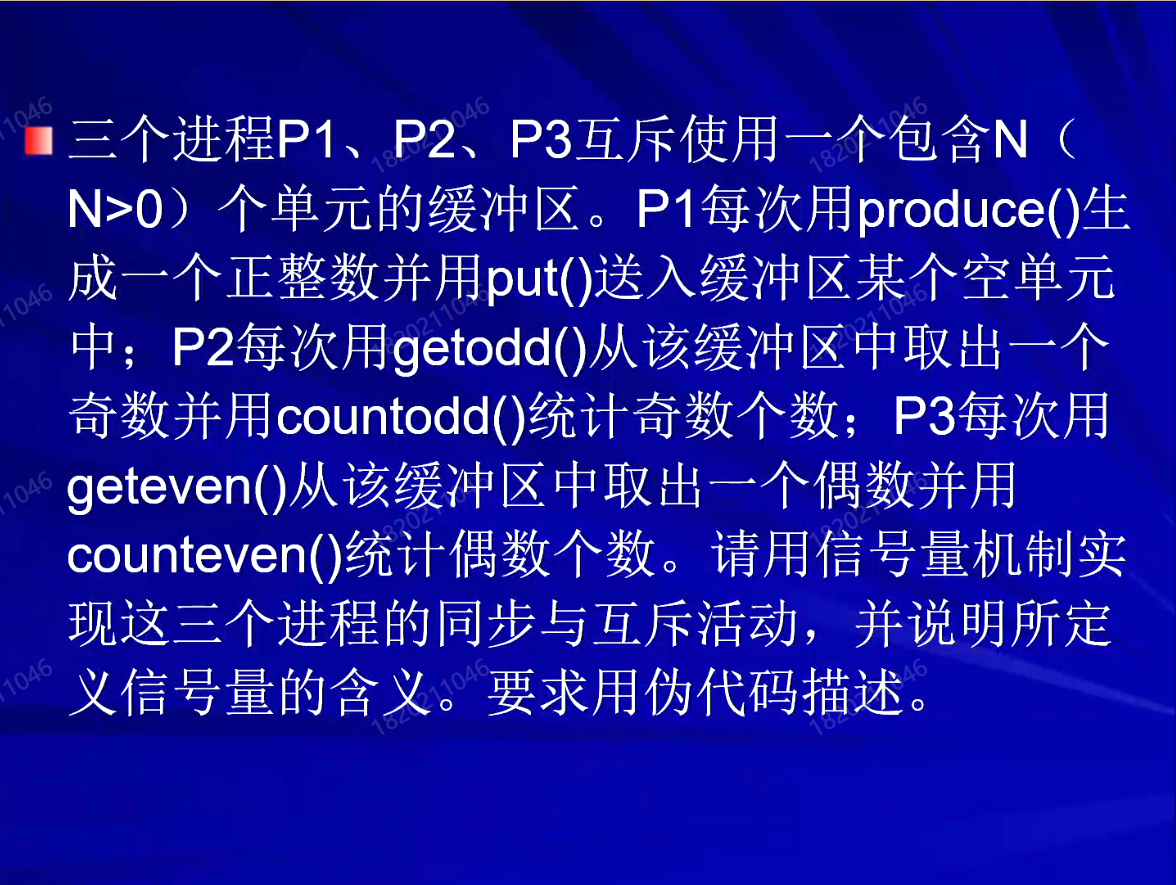 三个进程P1、P2、P3互斥使用一个包含N（
N>0）个单元的缓冲区。P1每次用produce()生
成一个正整数并用put()送入缓冲区某个空单元
中；P2每次用getodd()从该缓冲区中取出一个
奇数并用countodd()统计奇数个数；P3每次用
geteven()从该缓冲区中取出一个偶数并用
counteven()统计偶数个数。请用信号量机制实
现这三个进程的同步与互斥活动，并说明所定
义信号量的含义。要求用伪代码描述。